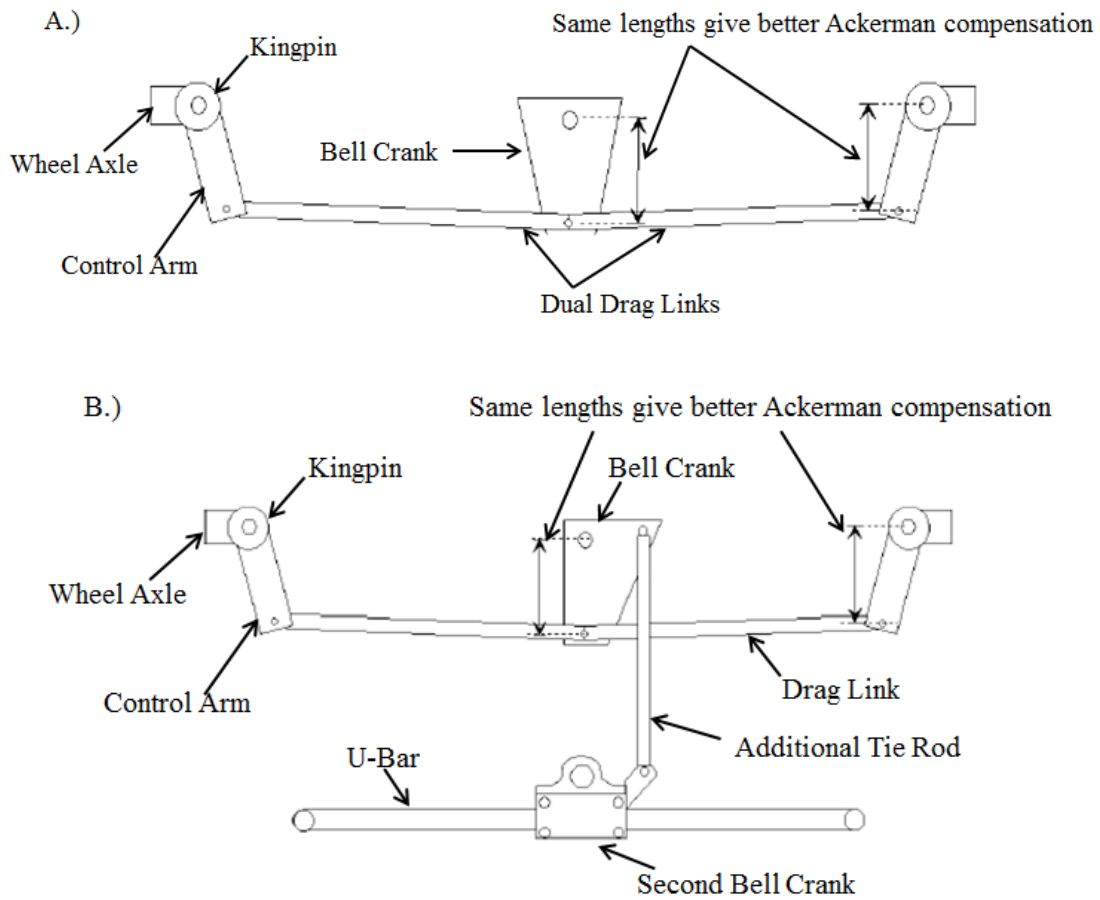 A.)
Same lengths give better Ackerman compensation
Kingpin
Bell Crank
Wheel Axle
Control Arm
Dual Drag Links
B.)
Same lengths give better Ackerman compensation
Kingpin
Bell Crank
Wheel Axle
Control Arm
Drag Link
Additional Tie Rod
U-Bar
Second Bell Crank